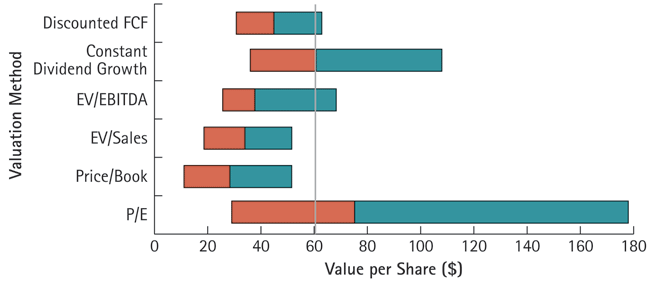 Valuation Method
Discounted FCF
Constant
Dividend Growth
EV/EBITDA
EV/Sales
Price/Book
P/E
0 20 40 60 80 100 120 140 160 180
Value per Share ($)